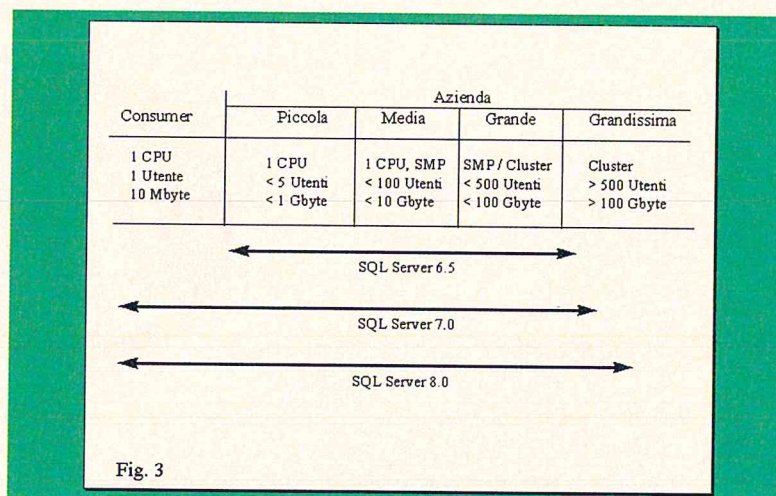 Azienda
Consumer Piccola Media Grande Grandissima
1 CPU 1 CPU 1 CPU, SMP SMP / Cluster Cluster
1 Utente < 5 Utenti < 100 Utenti < 500 Utenti > 500 Utenti
10 Mbyte < 1 Gbyte < 10 Gbyte < 100 Gbyte > 100 Gbyte
SQL Server 6.5
SQL Server 7.0
SQL Server 8.0
Fig. 3